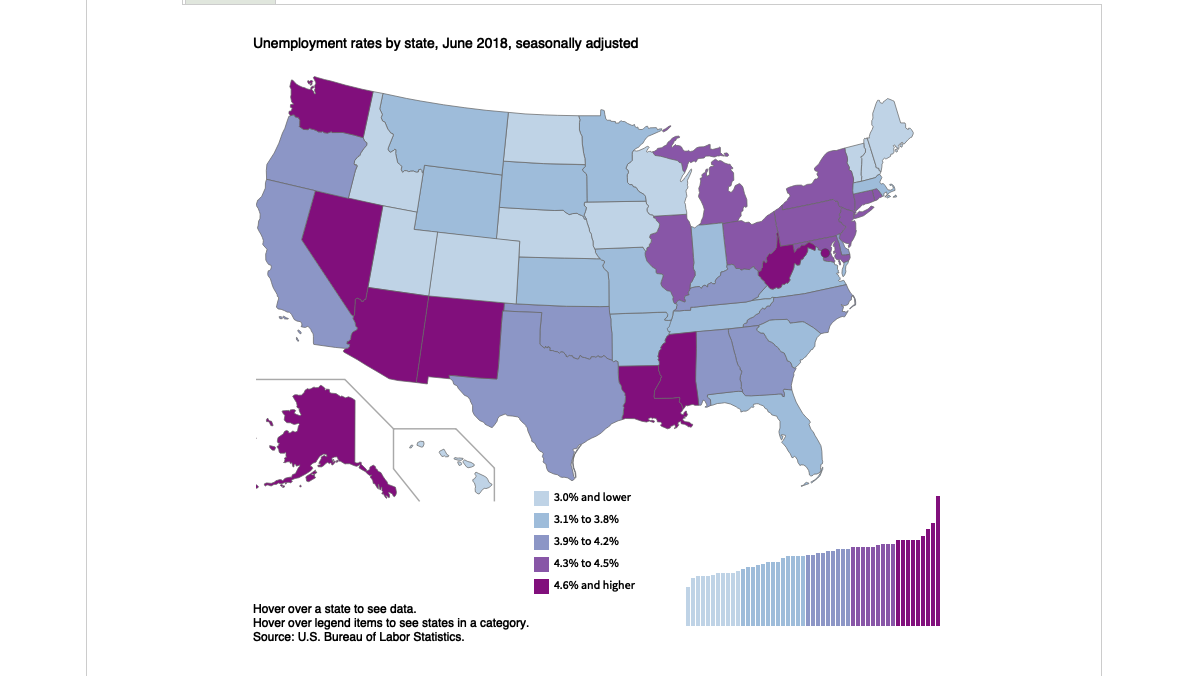 Unemployment rates by state, June 2018, seasonally adjusted
3.0% and lower
3.1% to 3.8%
3.9% to 4.2%
4.3% to 4.5%
4.6% and higher
Hover over a state to see data.
Hover over legend items to see states in a category.
Source: U.S. Bureau of Labor Statistics.